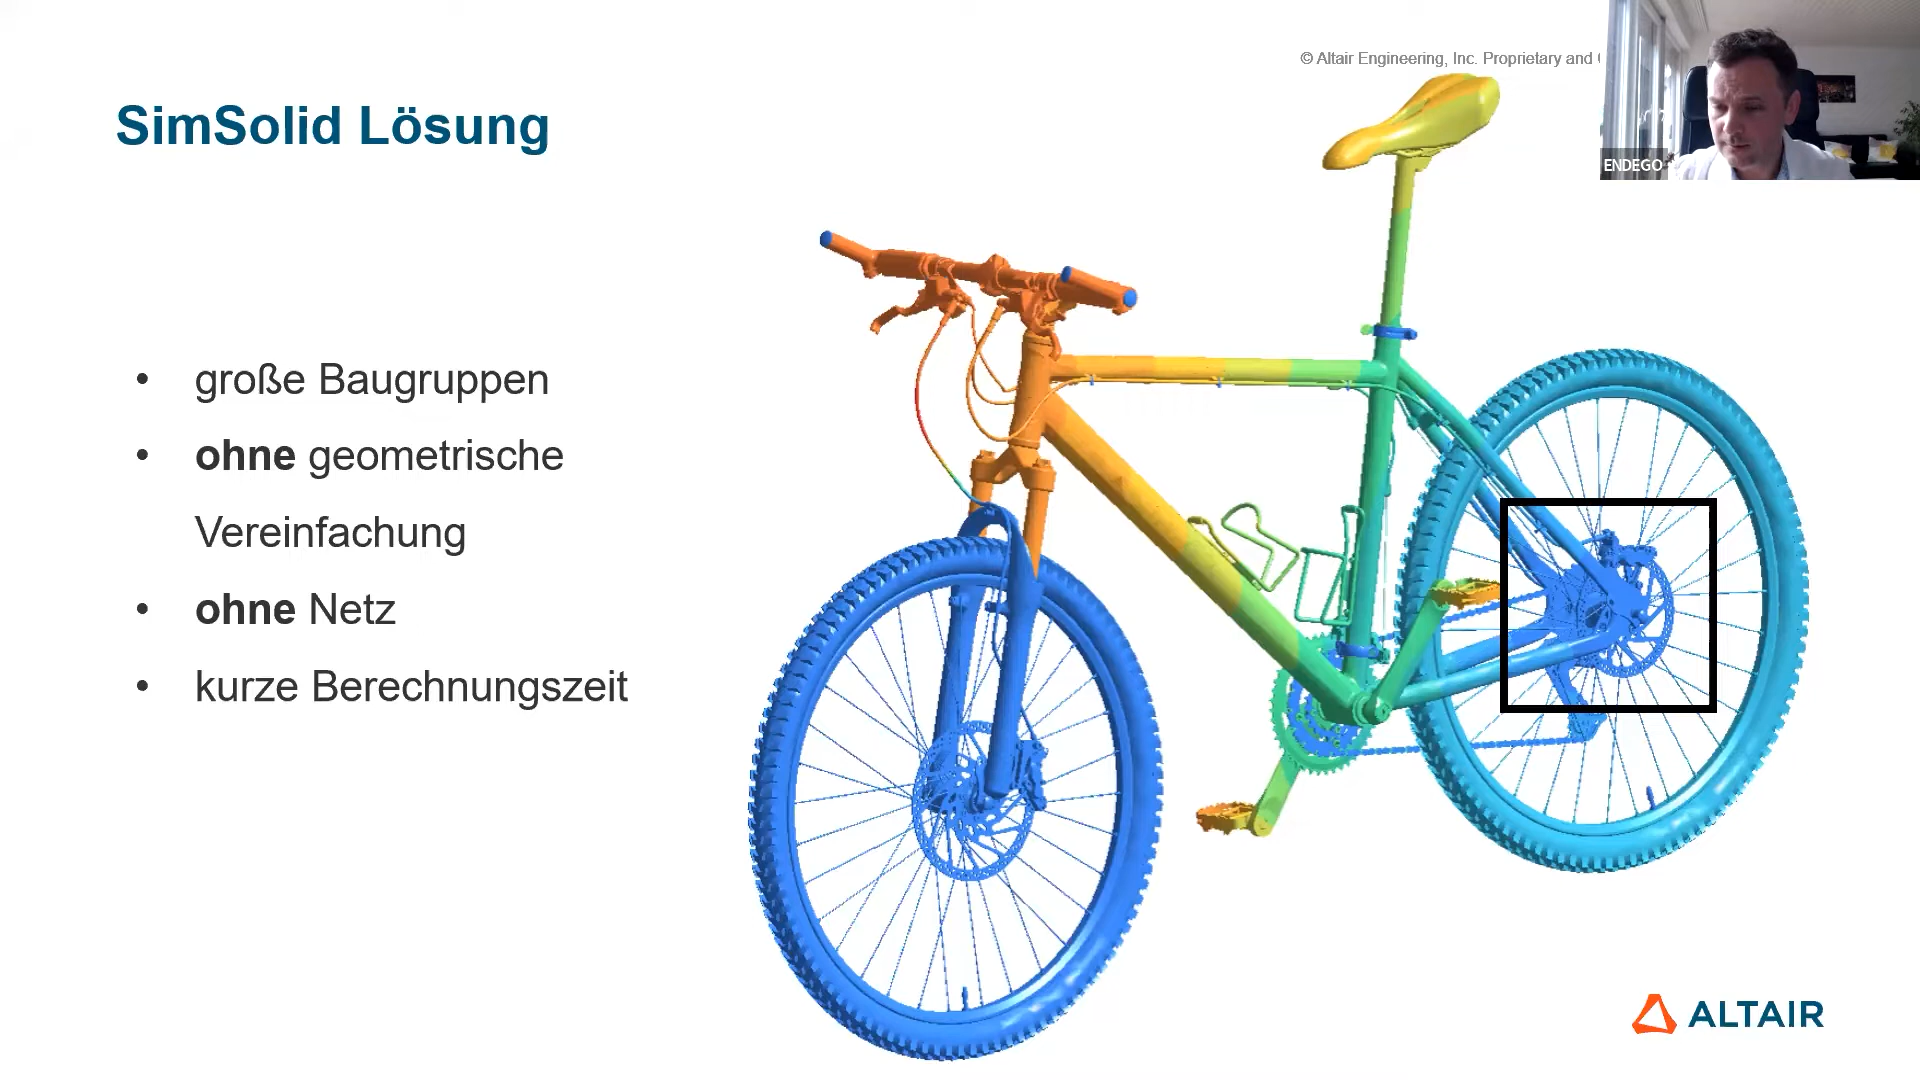 © Altair Engineering, Inc. Proprietary and
ENDEGO
SimSolid Lösung
• große Baugruppen
• ohne geometrische
Vereinfachung
• ohne Netz
• kurze Berechnungszeit
ALTAIR